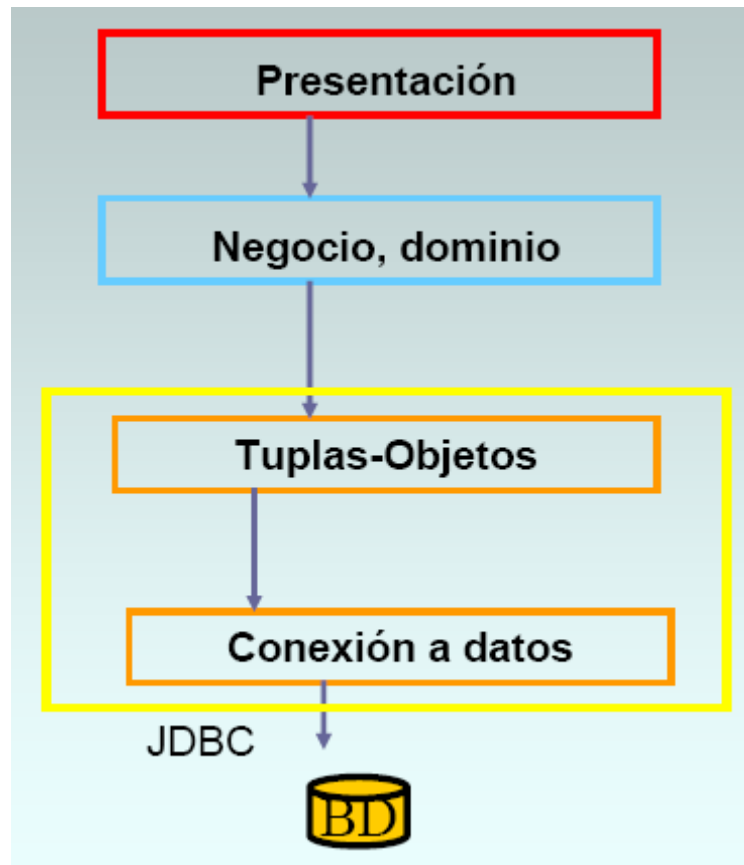 Presentación
Negocio, dominio
Tuplas-Objetos
Conexión a datos
JDBC
BD